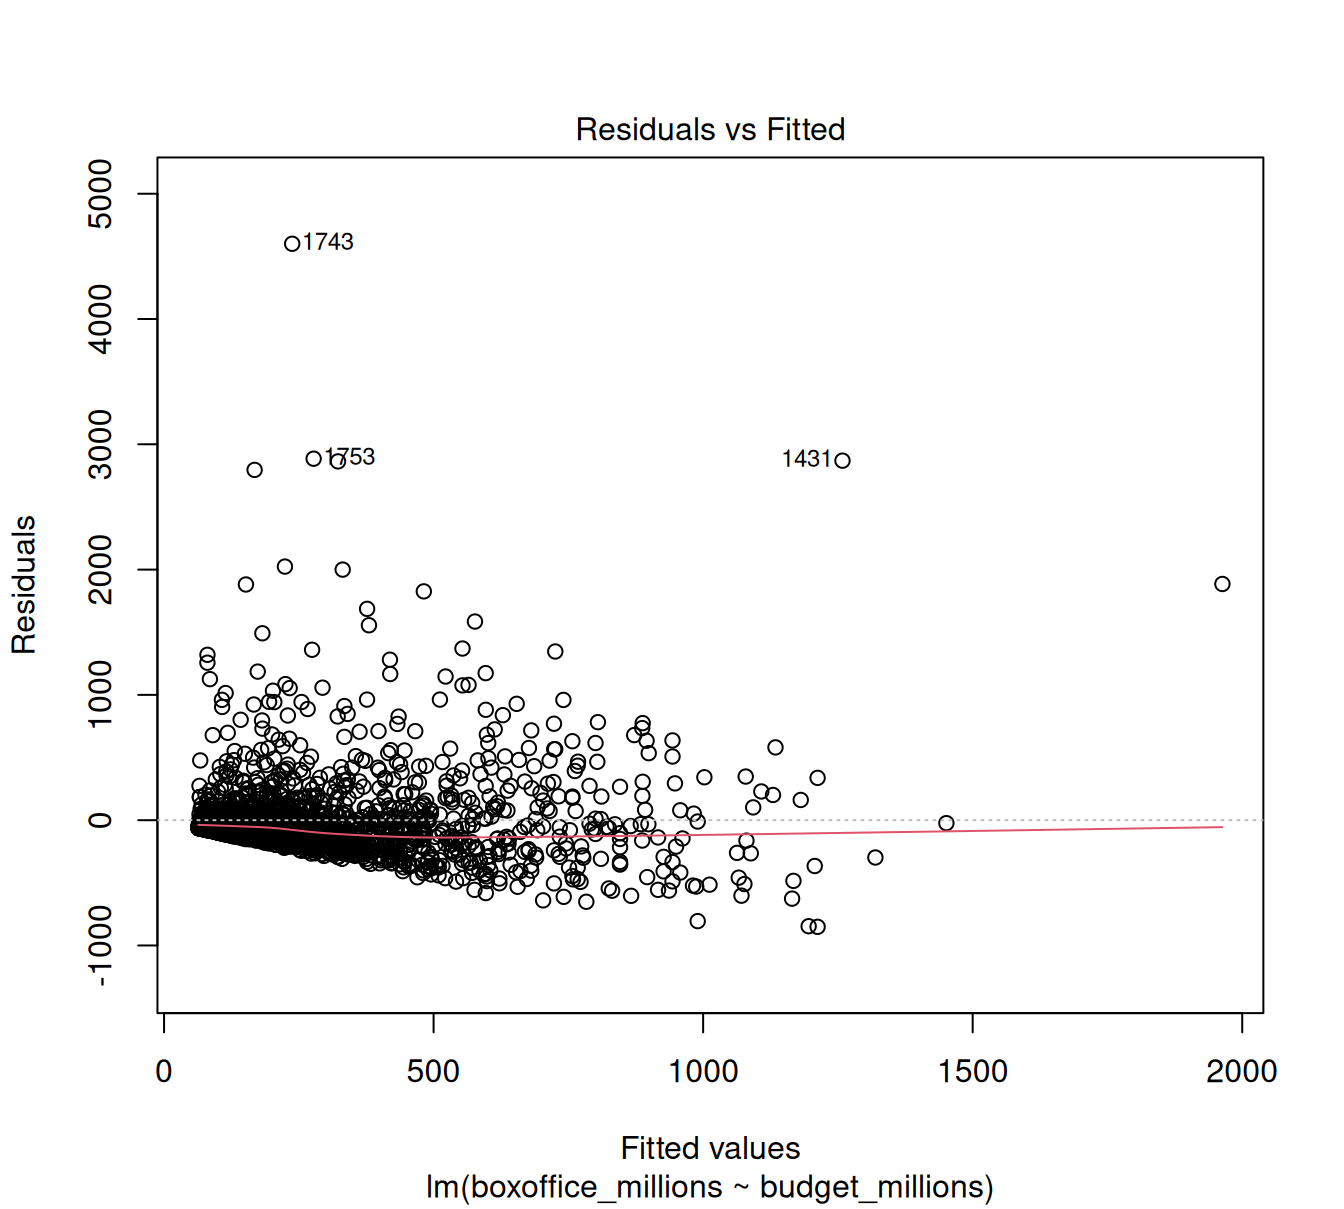 Residuals vs Fitted
5000
4000
3000
2000
1000
0
-1000
Residuals
1743
1753
1431
0 500 1000 1500 2000
Fitted values
lm(boxoffice_millions ~ budget_millions)